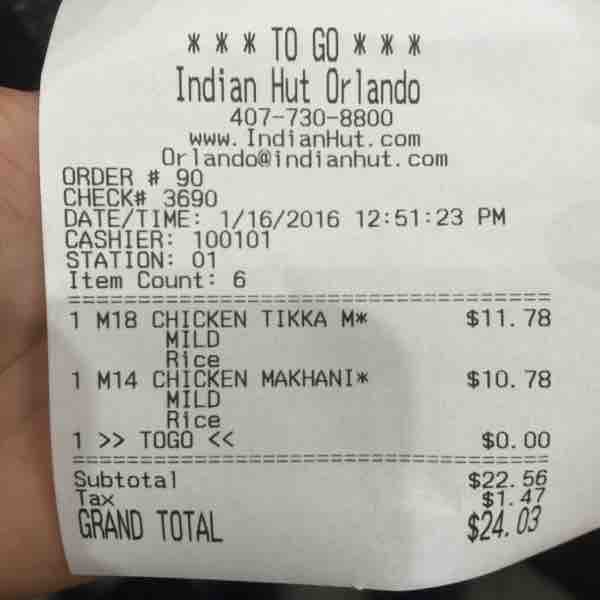 * * * TO GO * * *
Indian Hut Orlando
407-730-8800
www.IndianHut.com
Orlando@indianhut.com
ORDER # 90
CHECK# 3690
DATE/TIME: 1/16/2016 12:51:23 PM
CASHIER: 100101
STATION: 01
Item Count: 6
========================================
1 M18 CHICKEN TIKKA M* $11.78
MILD
Rice
1 M14 CHICKEN MAKHANI* $10.78
MILD
Rice
1 >> TOGO << $0.00
========================================
Subtotal $22.56
Tax $1.47
GRAND TOTAL $24.03